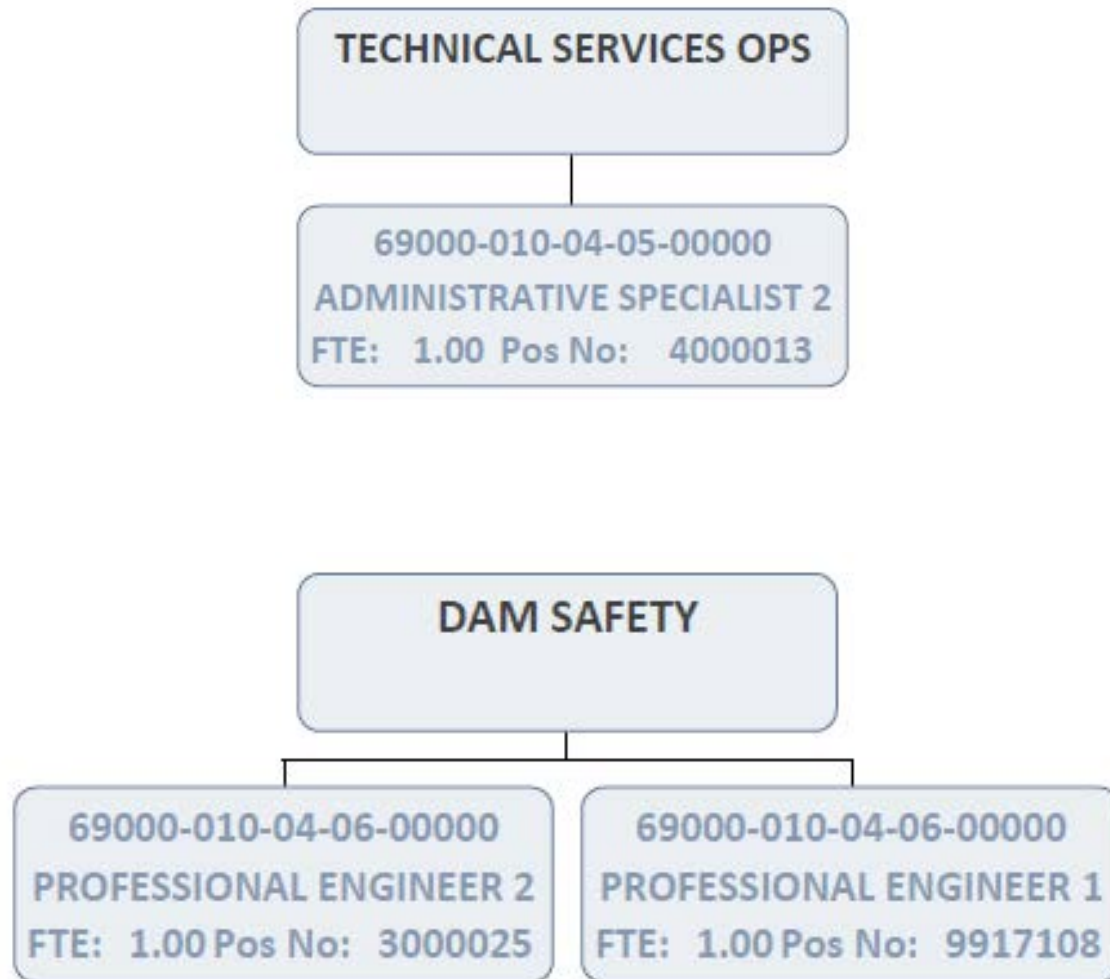 TECHNICAL SERVICES OPS
69000-010-04-05-00000
ADMINISTRATIVE SPECIALIST 2
FTE: 1.00 Pos No: 4000013
DAM SAFETY
69000-010-04-06-00000
PROFESSIONAL ENGINEER 2
FTE: 1.00 Pos No: 3000025
69000-010-04-06-00000
PROFESSIONAL ENGINEER 1
FTE: 1.00 Pos No: 9917108